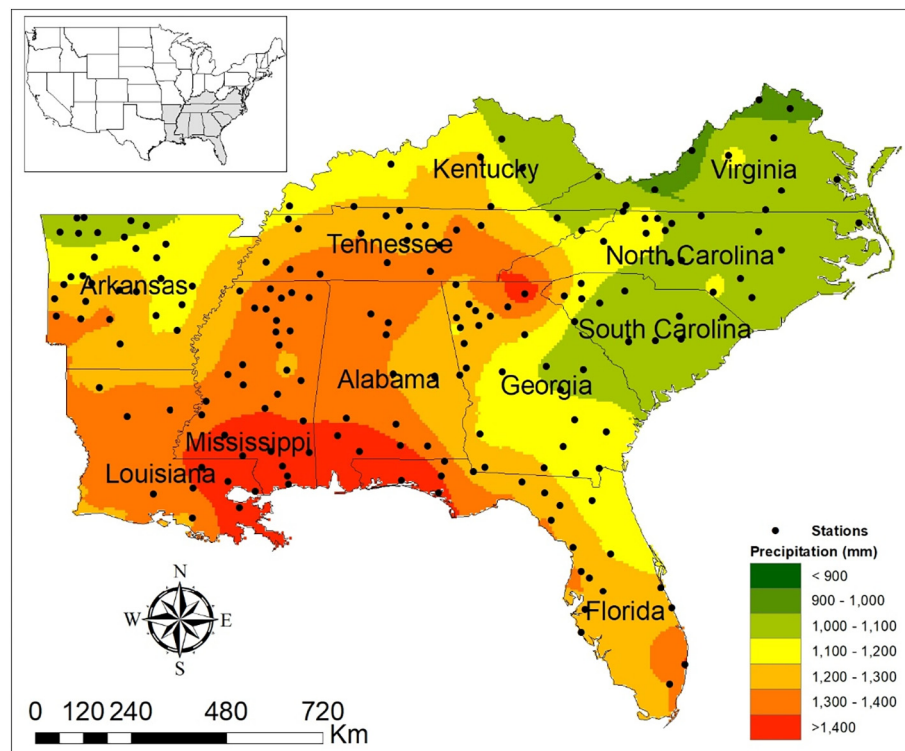 Kentucky
Virginia
Tennessee
North Carolina
Arkansas
South Carolina
Alabama
Georgia
Mississippi
Louisiana
Florida
N
W E
S
0 120 240 480 720
Km
Stations
Precipitation (mm)
< 900
900 - 1,000
1,000 - 1,100
1,100 - 1,200
1,200 - 1,300
1,300 - 1,400
>1,400